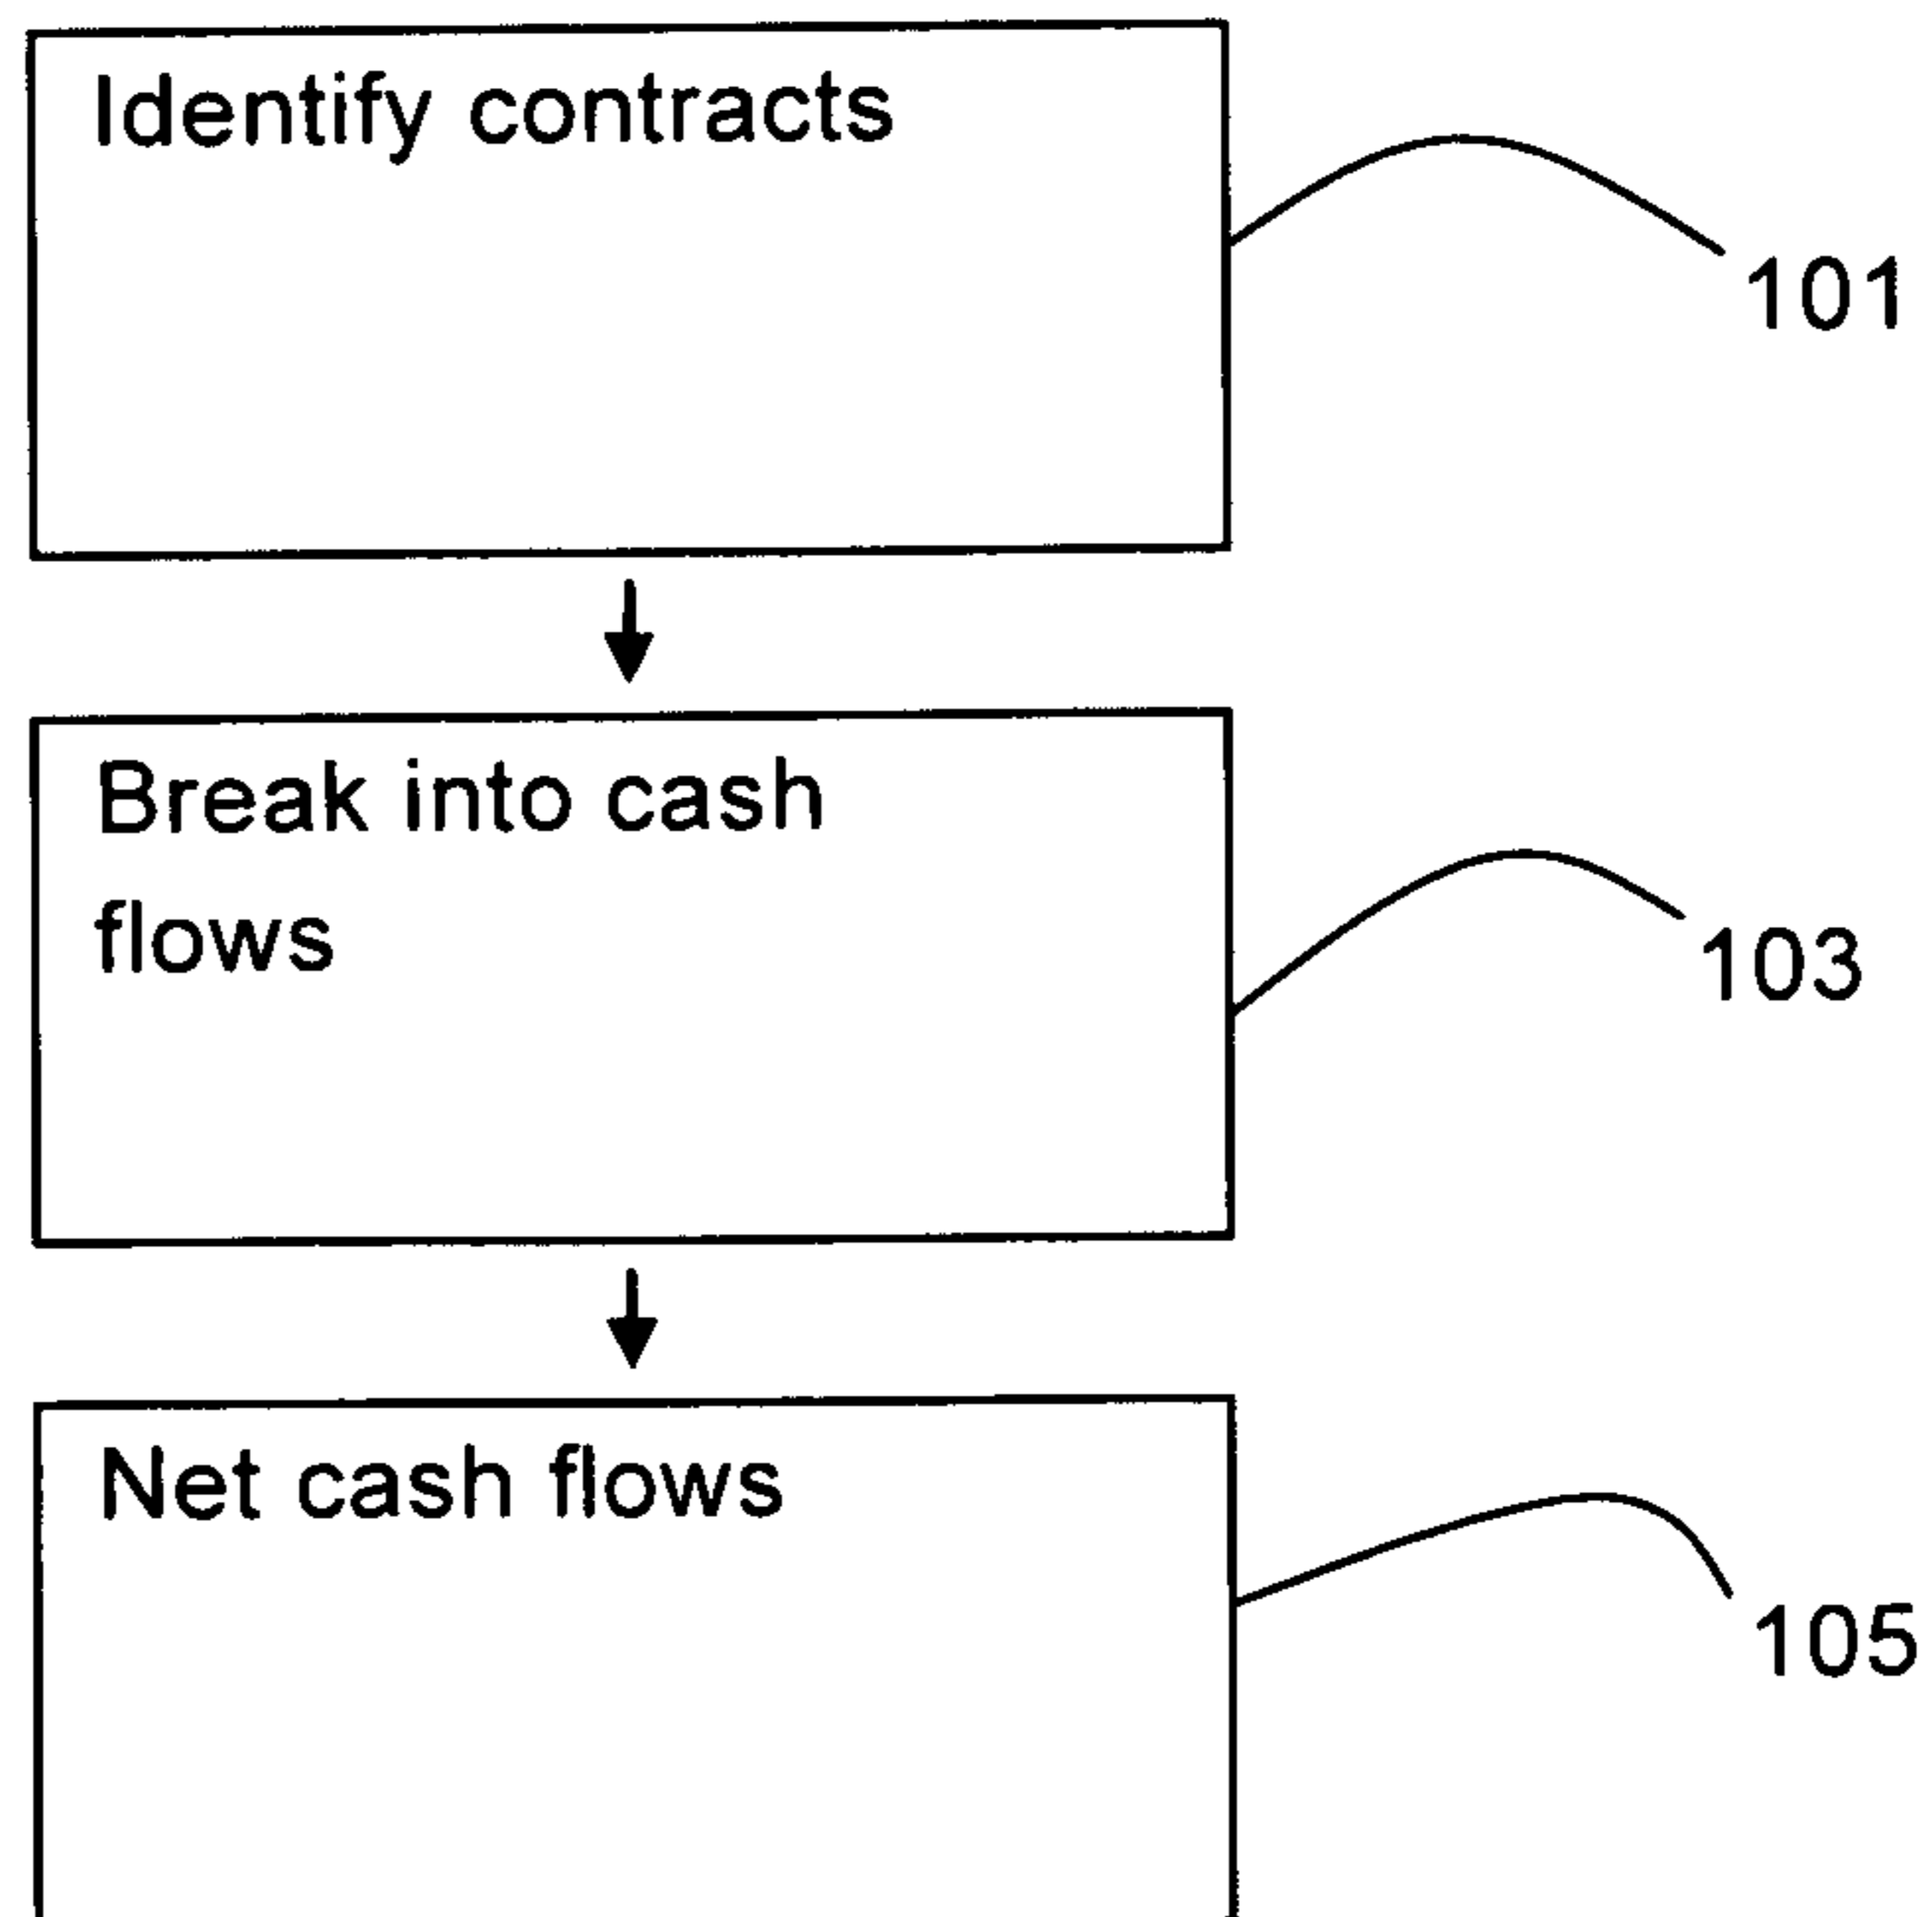 Identify contracts
101
Break into cash
flows
103
Net cash flows
105